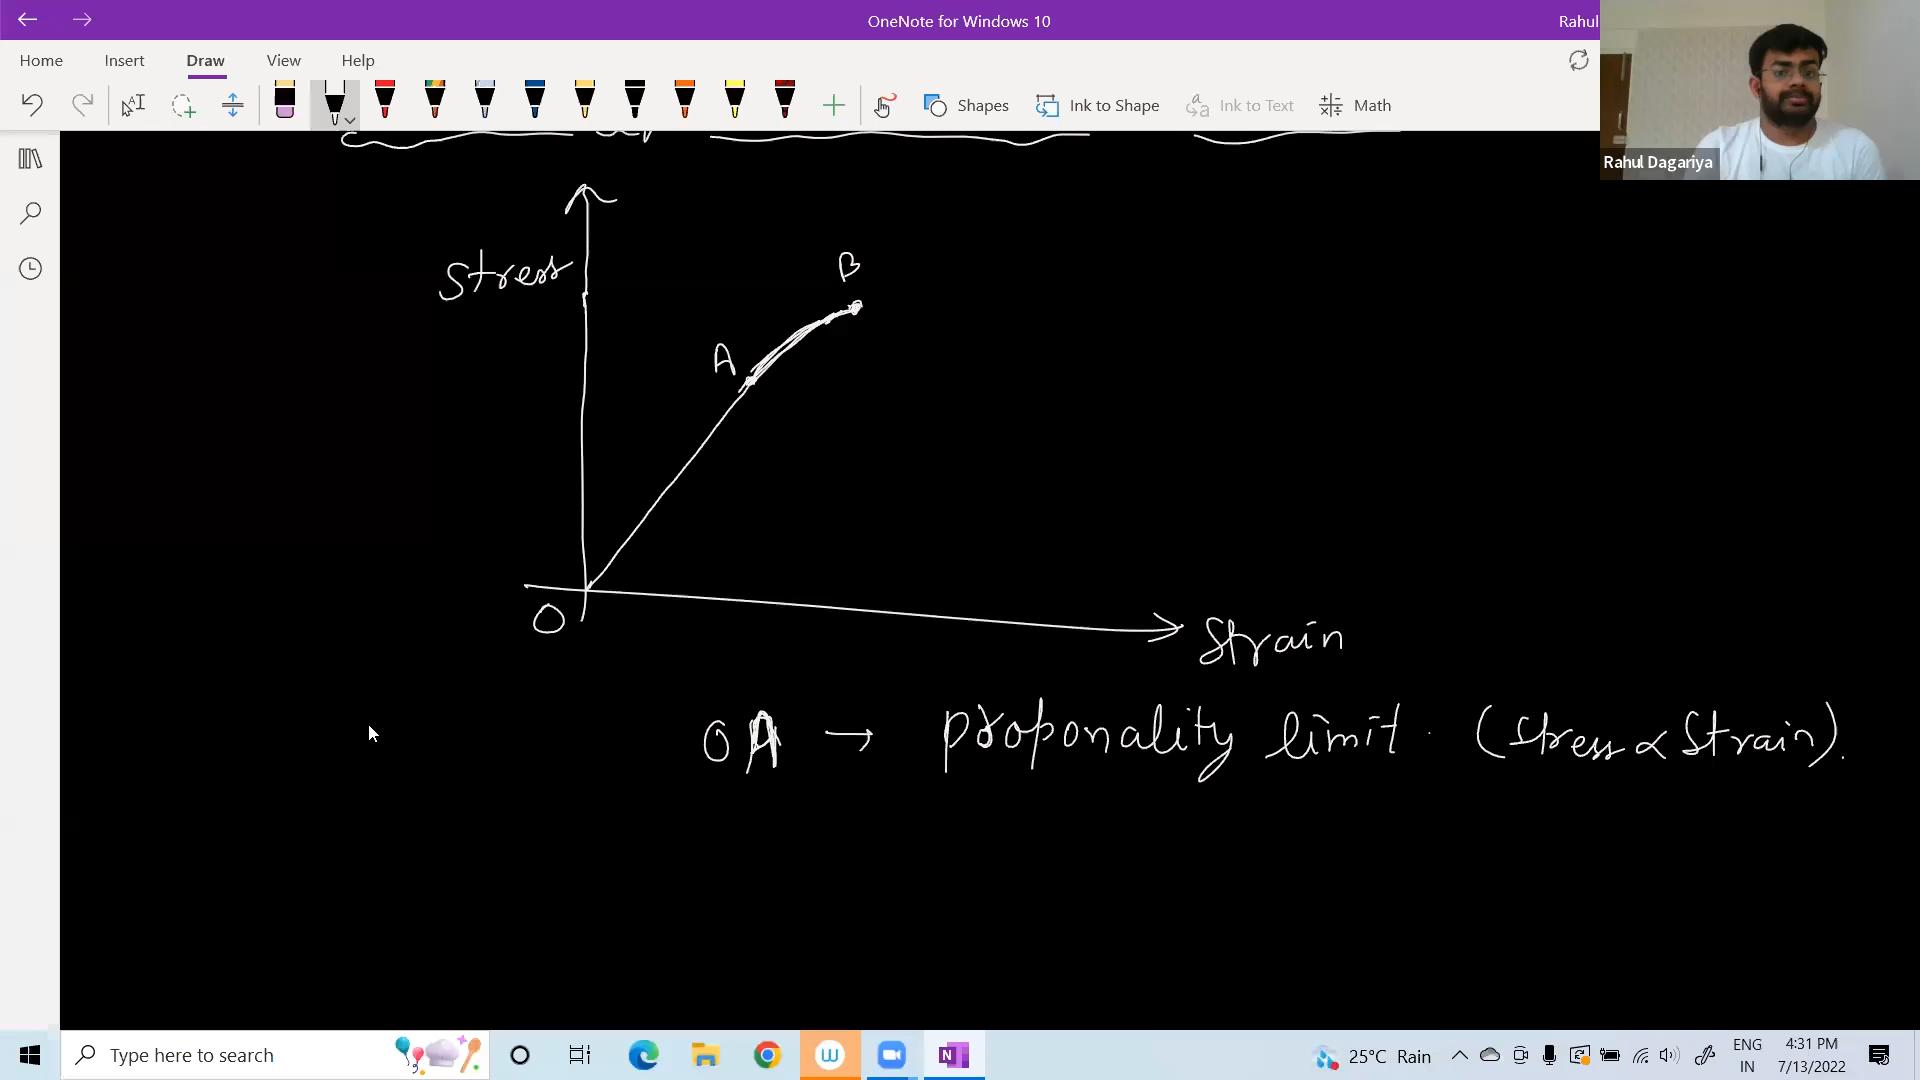 OneNote for Windows 10
Rahul
Home Insert Draw View Help
Shapes Ink to Shape Ink to Text Math
Rahul Dagariya
Stress
B
A
O
Strain
OA → proponality limit. (Stress ∝ Strain).
Type here to search
25°C Rain
ENG
IN
4:31 PM
7/13/2022